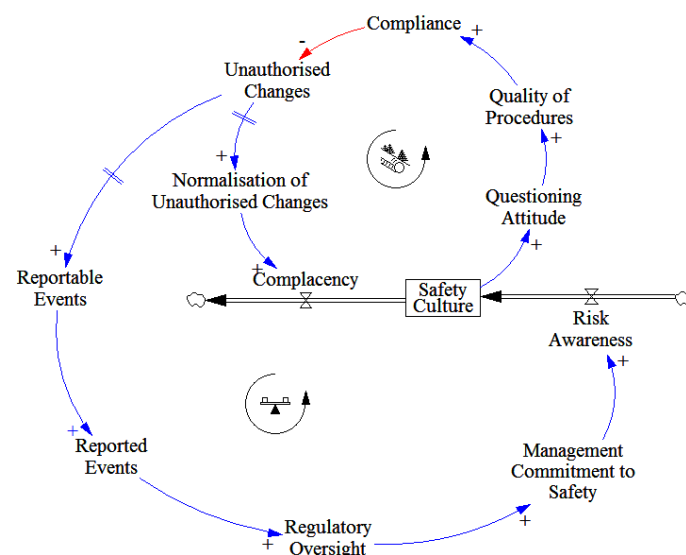 Compliance
-
+
Unauthorised
Changes
Quality of
Procedures
+
+
Normalisation of
Unauthorised Changes
Questioning
Attitude
+
+
Reportable
Events
+
Complacency
Safety
Culture
Risk
Awareness
+
+
Reported
Events
Management
Commitment to
Safety
+
Regulatory
Oversight
+